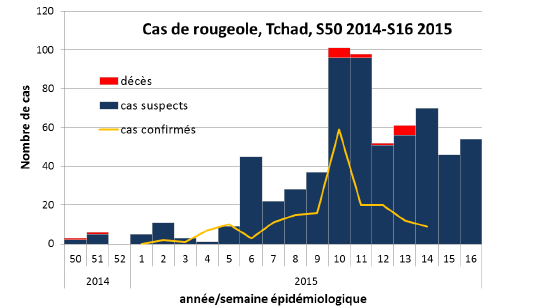 Cas de rougeole, Tchad, S50 2014-S16 2015
120
100
80
60
40
20
0
Nombre de cas
décès
cas suspects
cas confirmés
50 51 52 1 2 3 4 5 6 7 8 9 10 11 12 13 14 15 16
2014 2015
année/semaine épidémiologique